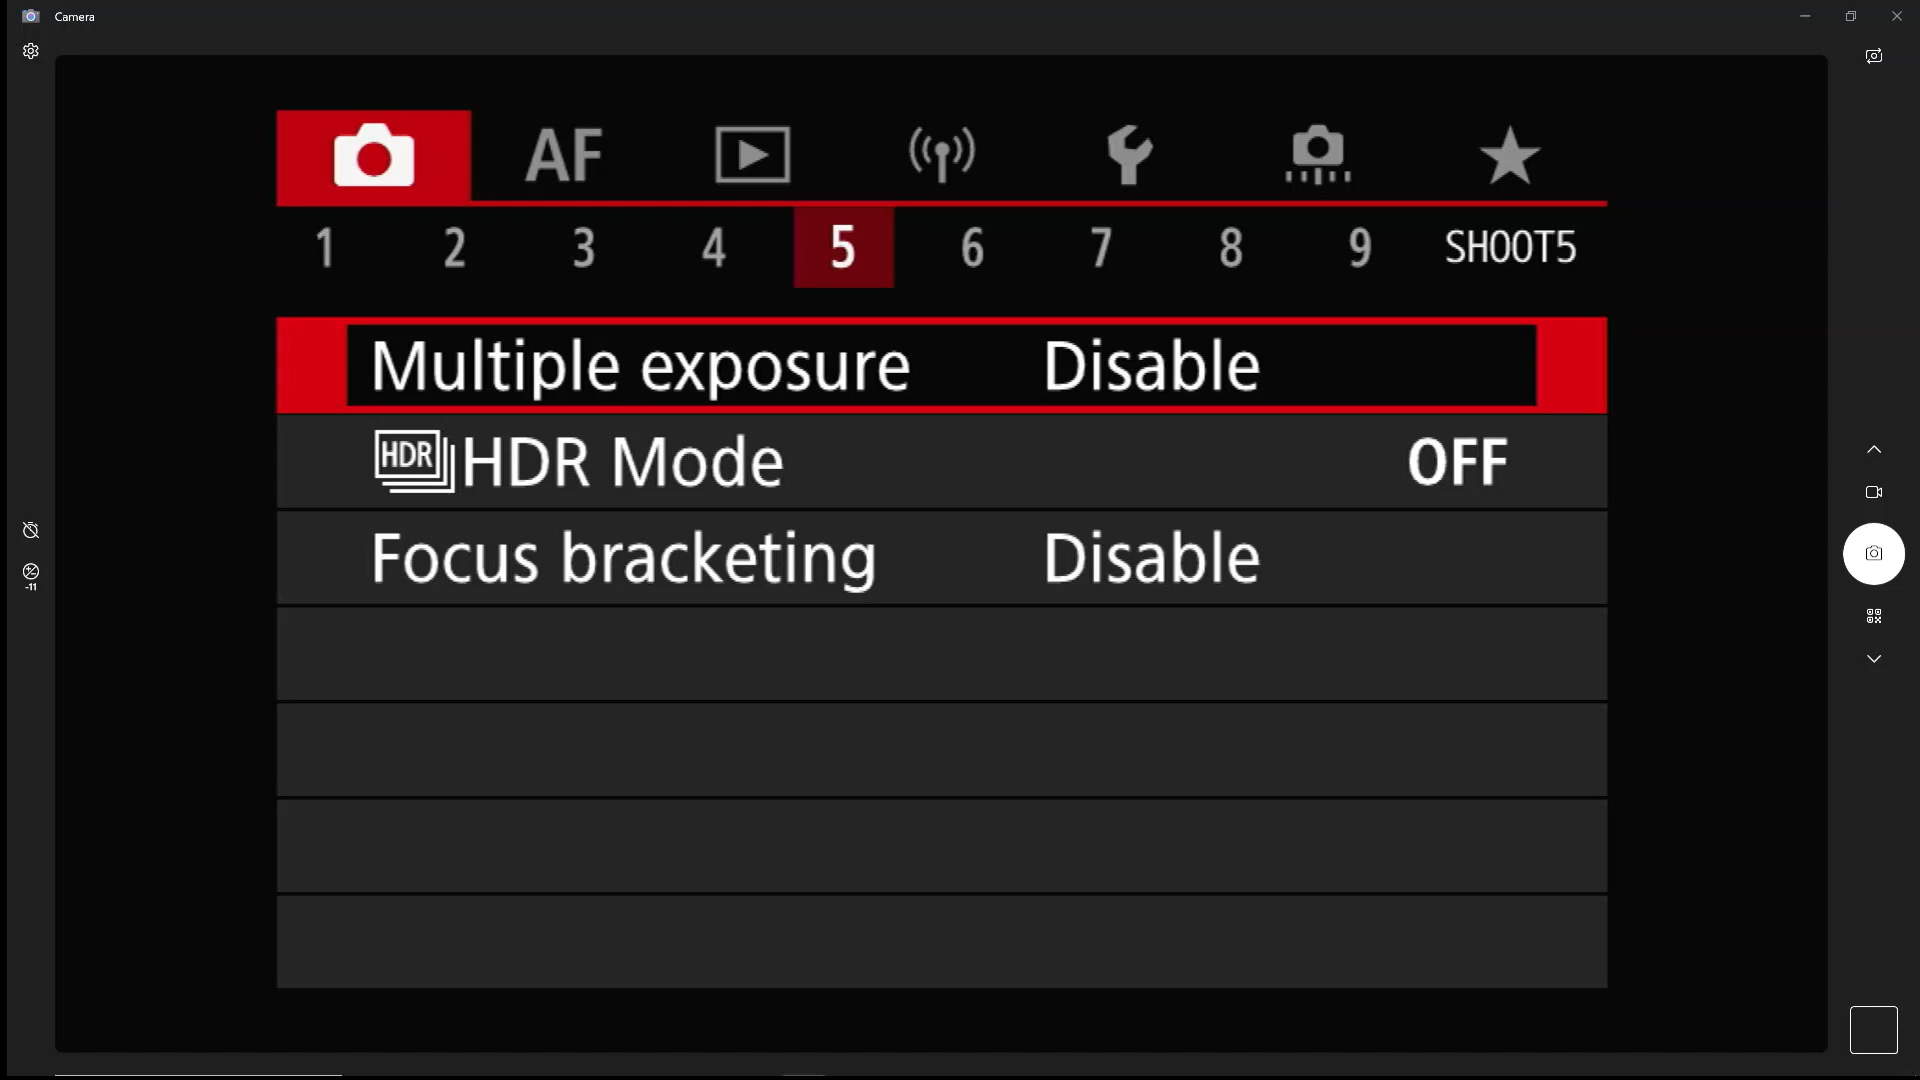 Camera
AF
1 2 3 4 5 6 7 8 9 SHOOT5
Multiple exposure Disable
HDR HDR Mode OFF
Focus bracketing Disable
-11